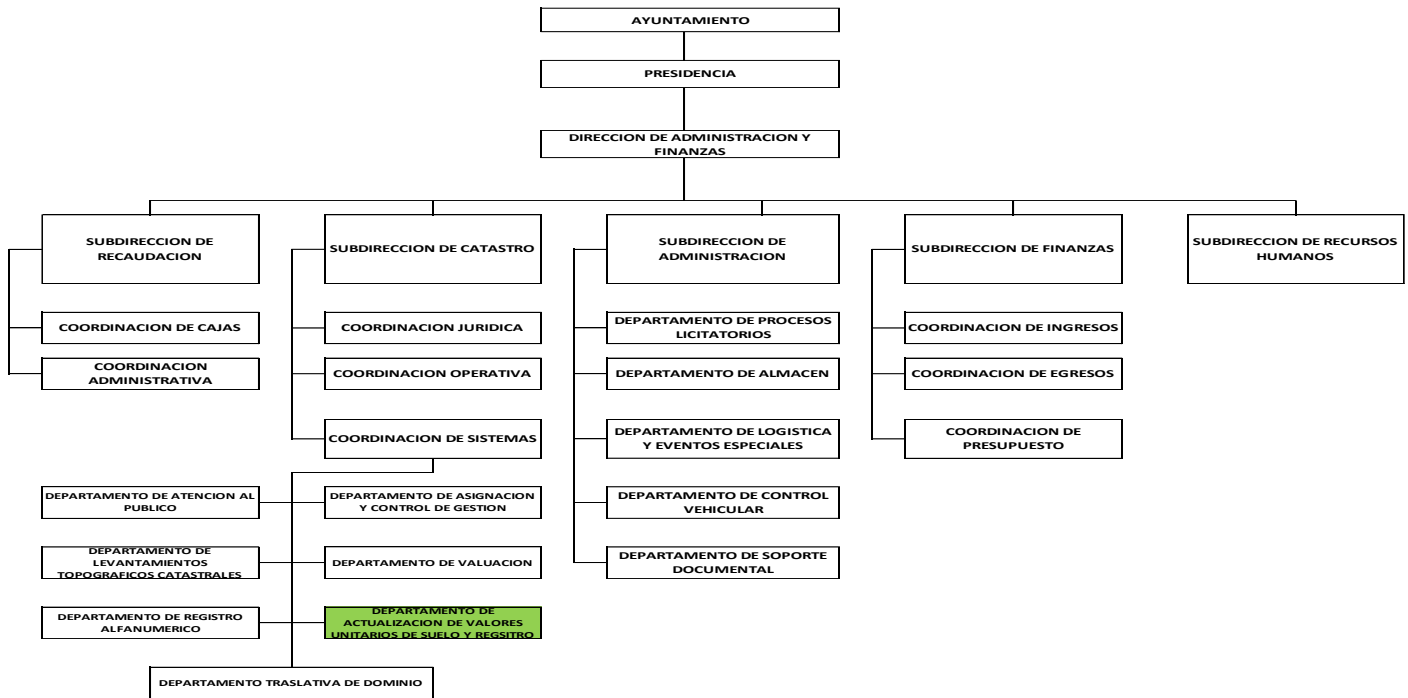 AYUNTAMIENTO
PRESIDENCIA
DIRECCION DE ADMINISTRACION Y
FINANZAS
SUBDIRECCION DE
RECAUDACION
SUBDIRECCION DE CATASTRO
SUBDIRECCION DE
ADMINISTRACION
SUBDIRECCION DE FINANZAS
SUBDIRECCION DE RECURSOS
HUMANOS
COORDINACION DE CAJAS
COORDINACION JURIDICA
DEPARTAMENTO DE PROCESOS
LICITATORIOS
COORDINACION DE INGRESOS
COORDINACION
ADMINISTRATIVA
COORDINACION OPERATIVA
DEPARTAMENTO DE ALMACEN
COORDINACION DE EGRESOS
COORDINACION DE SISTEMAS
DEPARTAMENTO DE LOGISTICA
Y EVENTOS ESPECIALES
COORDINACION DE
PRESUPUESTO
DEPARTAMENTO DE ATENCION AL
PUBLICO
DEPARTAMENTO DE ASIGNACION
Y CONTROL DE GESTION
DEPARTAMENTO DE CONTROL
VEHICULAR
DEPARTAMENTO DE
LEVANTAMIENTOS
TOPOGRAFICOS CATASTRALES
DEPARTAMENTO DE VALUACION
DEPARTAMENTO DE SOPORTE
DOCUMENTAL
DEPARTAMENTO DE REGISTRO
ALFANUMERICO
DEPARTAMENTO DE
ACTUALIZACION DE VALORES
UNITARIOS DE SUELO Y REGSITRO
DEPARTAMENTO TRASLATIVA DE DOMINIO